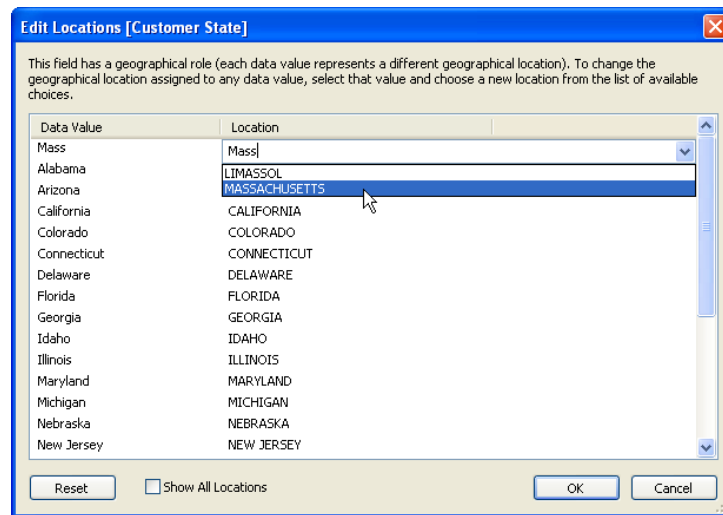 Edit Locations [Customer State]
This field has a geographical role (each data value represents a different geographical location). To change the
geographical location assigned to any data value, select that value and choose a new location from the list of available
choices.
Data Value Location
Mass Mass
Alabama LIMASSOL
Arizona MASSACHUSETTS
California CALIFORNIA
Colorado COLORADO
Connecticut CONNECTICUT
Delaware DELAWARE
Florida FLORIDA
Georgia GEORGIA
Idaho IDAHO
Illinois ILLINOIS
Maryland MARYLAND
Michigan MICHIGAN
Nebraska NEBRASKA
New Jersey NEW JERSEY
Reset Show All Locations OK Cancel